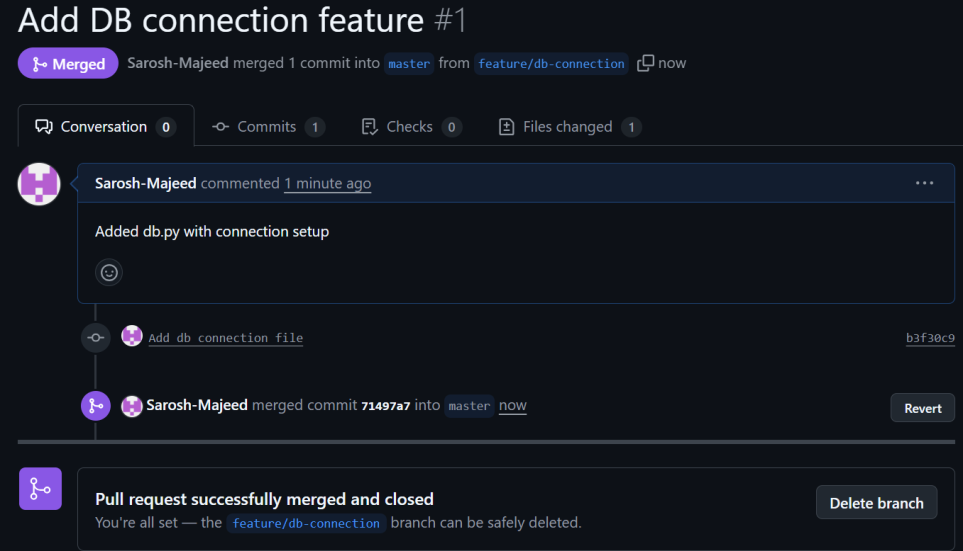 Add DB connection feature #1
Merged Sarosh-Majeed merged 1 commit into master from feature/db-connection now
Conversation 0 Commits 1 Checks 0 Files changed 1
Sarosh-Majeed commented 1 minute ago ...
Added db.py with connection setup
Add db connection file b3f30c9
Sarosh-Majeed merged commit 71497a7 into master now Revert
Pull request successfully merged and closed
You're all set — the feature/db-connection branch can be safely deleted.
Delete branch